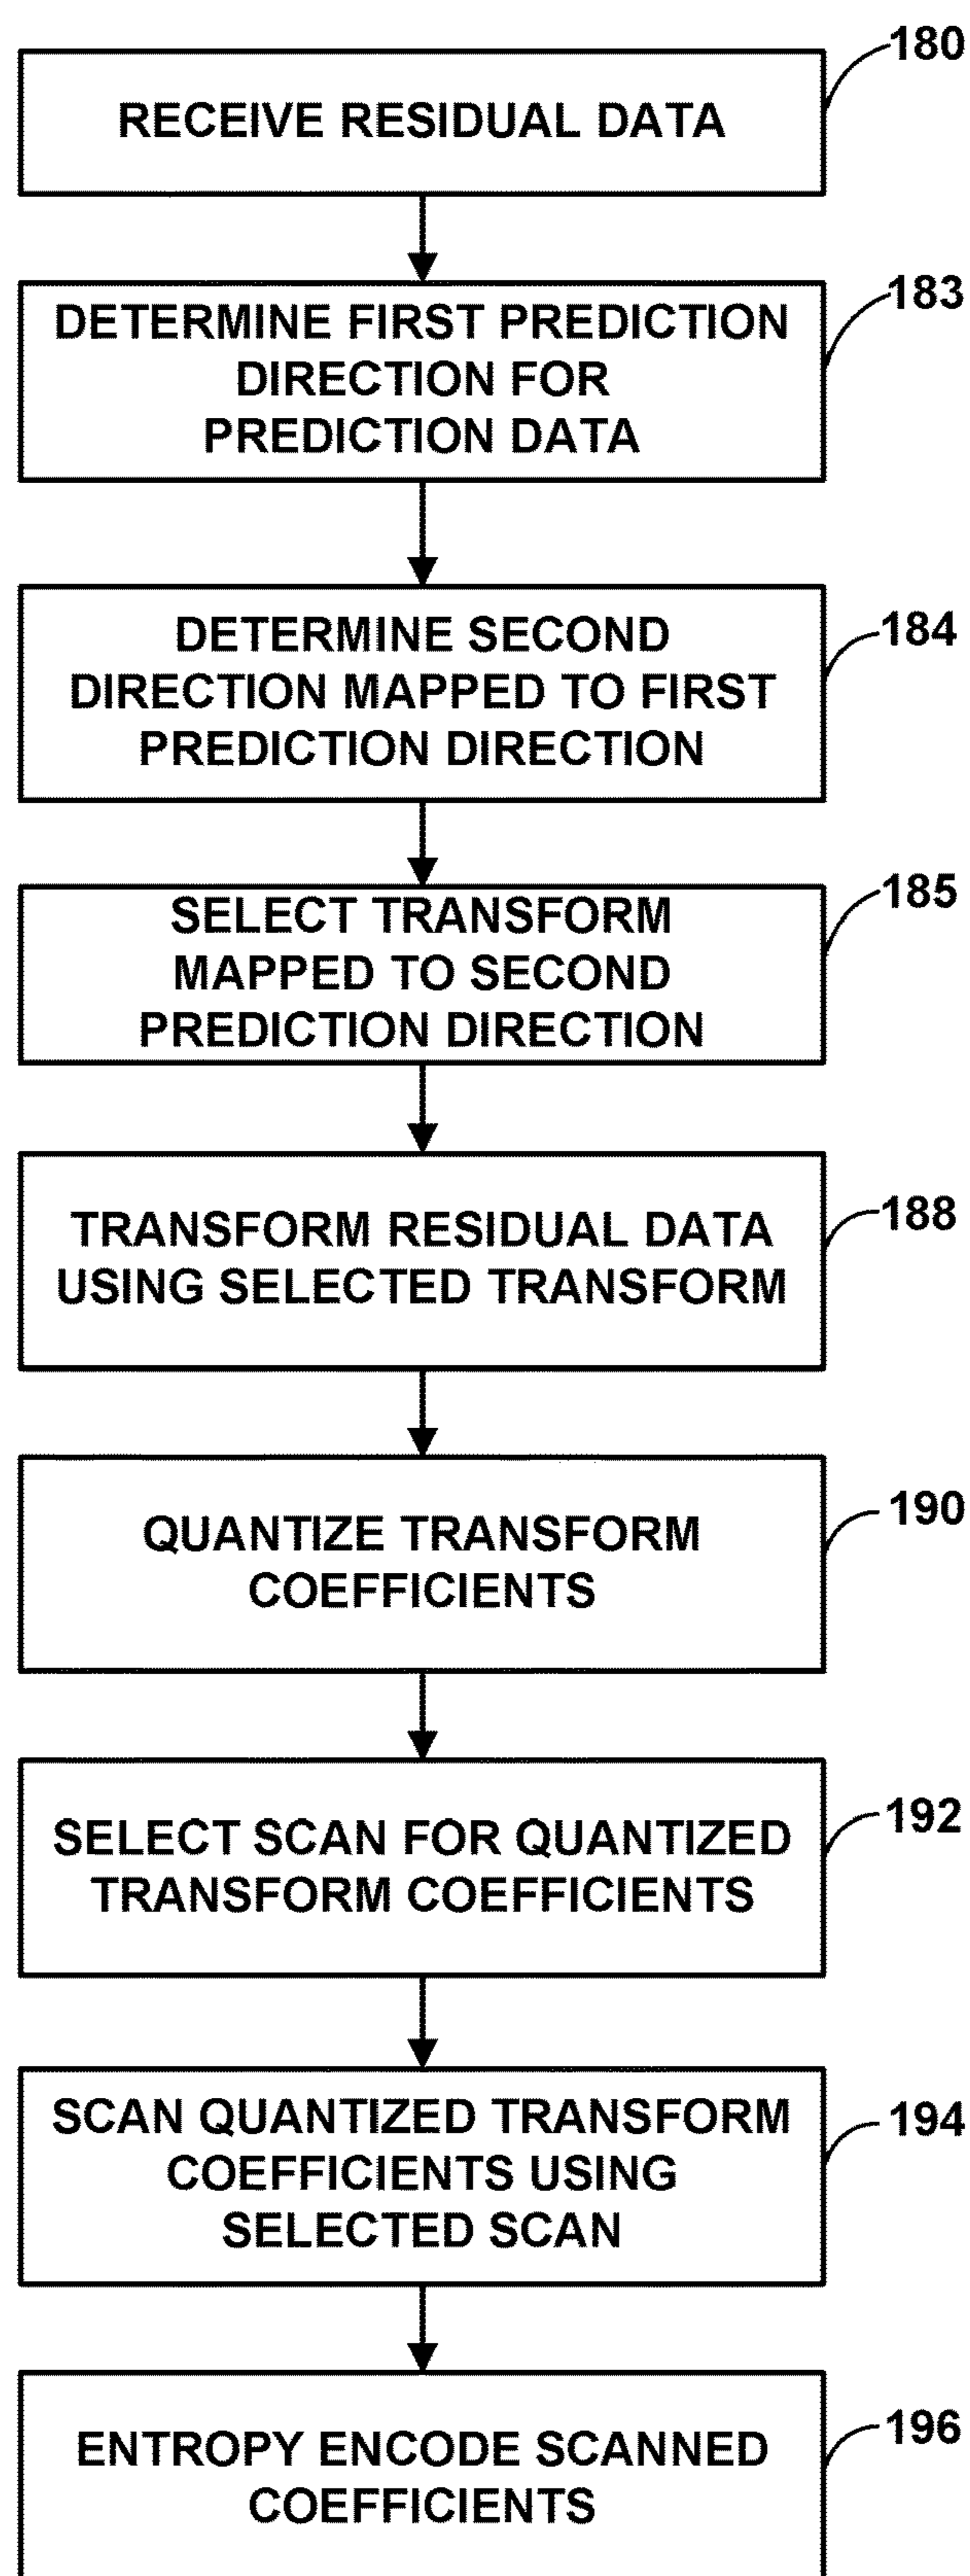 180
RECEIVE RESIDUAL DATA
183
DETERMINE FIRST PREDICTION
DIRECTION FOR
PREDICTION DATA
184
DETERMINE SECOND
DIRECTION MAPPED TO FIRST
PREDICTION DIRECTION
185
SELECT TRANSFORM
MAPPED TO SECOND
PREDICTION DIRECTION
188
TRANSFORM RESIDUAL DATA
USING SELECTED TRANSFORM
190
QUANTIZE TRANSFORM
COEFFICIENTS
192
SELECT SCAN FOR QUANTIZED
TRANSFORM COEFFICIENTS
194
SCAN QUANTIZED TRANSFORM
COEFFICIENTS USING
SELECTED SCAN
196
ENTROPY ENCODE SCANNED
COEFFICIENTS